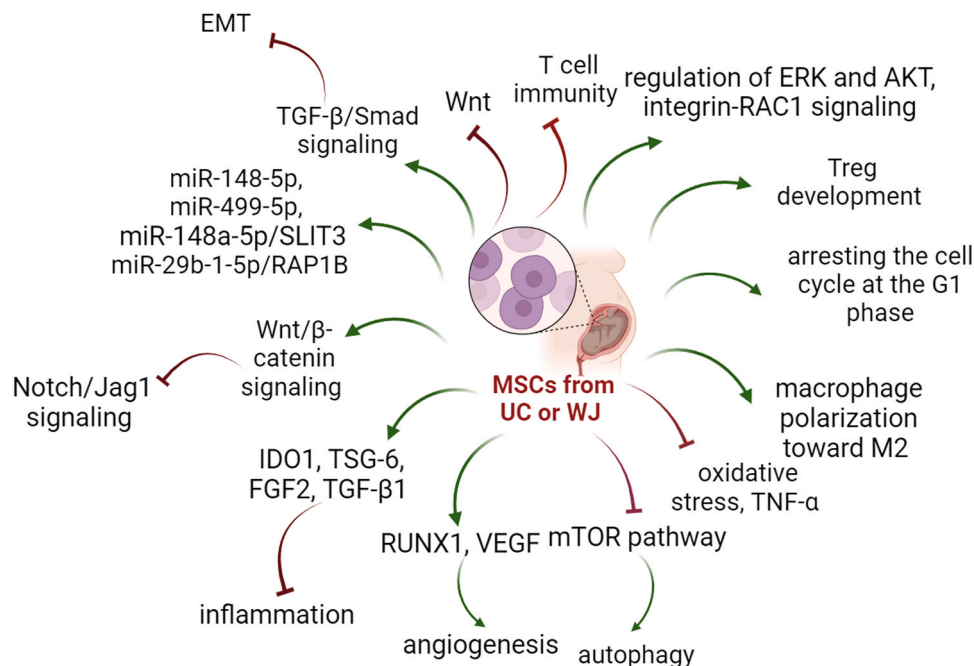 EMT
TGF-β/Smad
signaling
Wnt
T cell
immunity
regulation of ERK and AKT,
integrin-RAC1 signaling
miR-148-5p,
miR-499-5p,
miR-148a-5p/SLIT3
miR-29b-1-5p/RAP1B
Treg
development
arresting the cell
cycle at the G1
phase
Wnt/β-
catenin
signaling
Notch/Jag1
signaling
MSCs from
UC or WJ
macrophage
polarization
toward M2
IDO1, TSG-6,
FGF2, TGF-β1
oxidative
stress, TNF-α
RUNX1, VEGF
mTOR pathway
inflammation
angiogenesis
autophagy